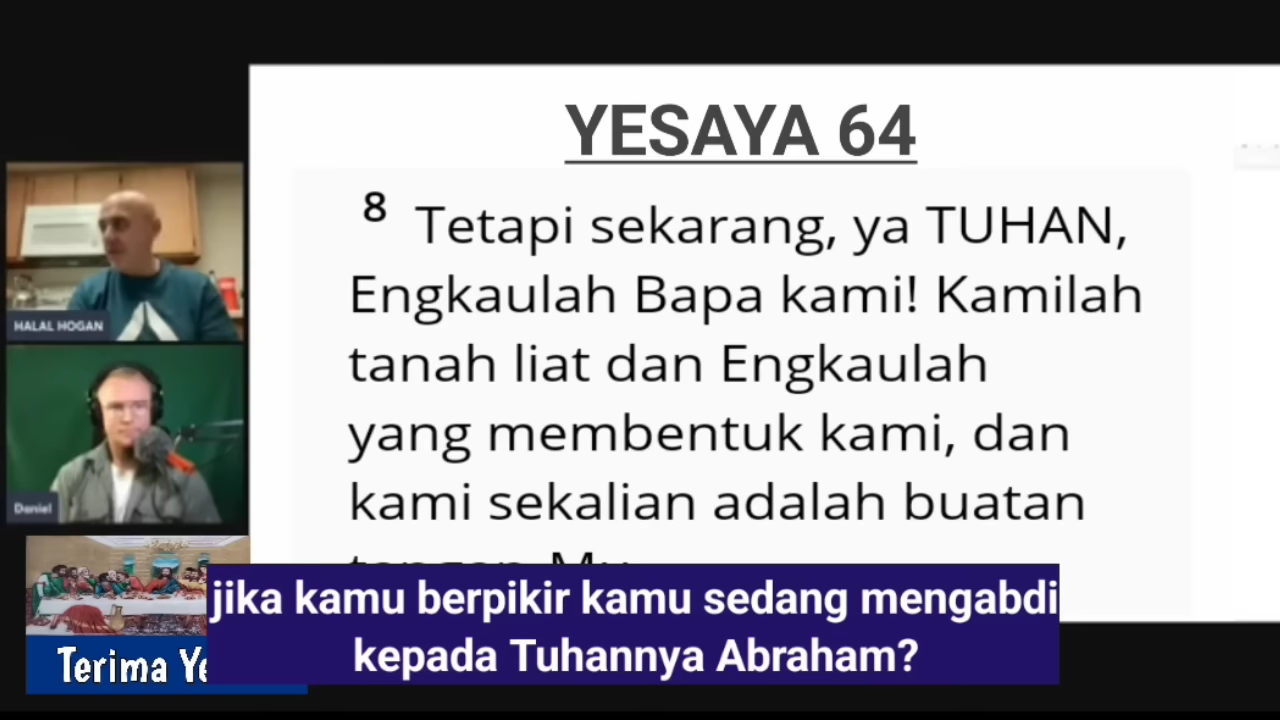 YESAYA 64
8 Tetapi sekarang, ya TUHAN,
Engkaulah Bapa kami! Kamilah
tanah liat dan Engkaulah
yang membentuk kami, dan
kami sekalian adalah buatan
HALAL HOGAN
Daniel
Terima Ye
jika kamu berpikir kamu sedang mengabdi
kepada Tuhannya Abraham?